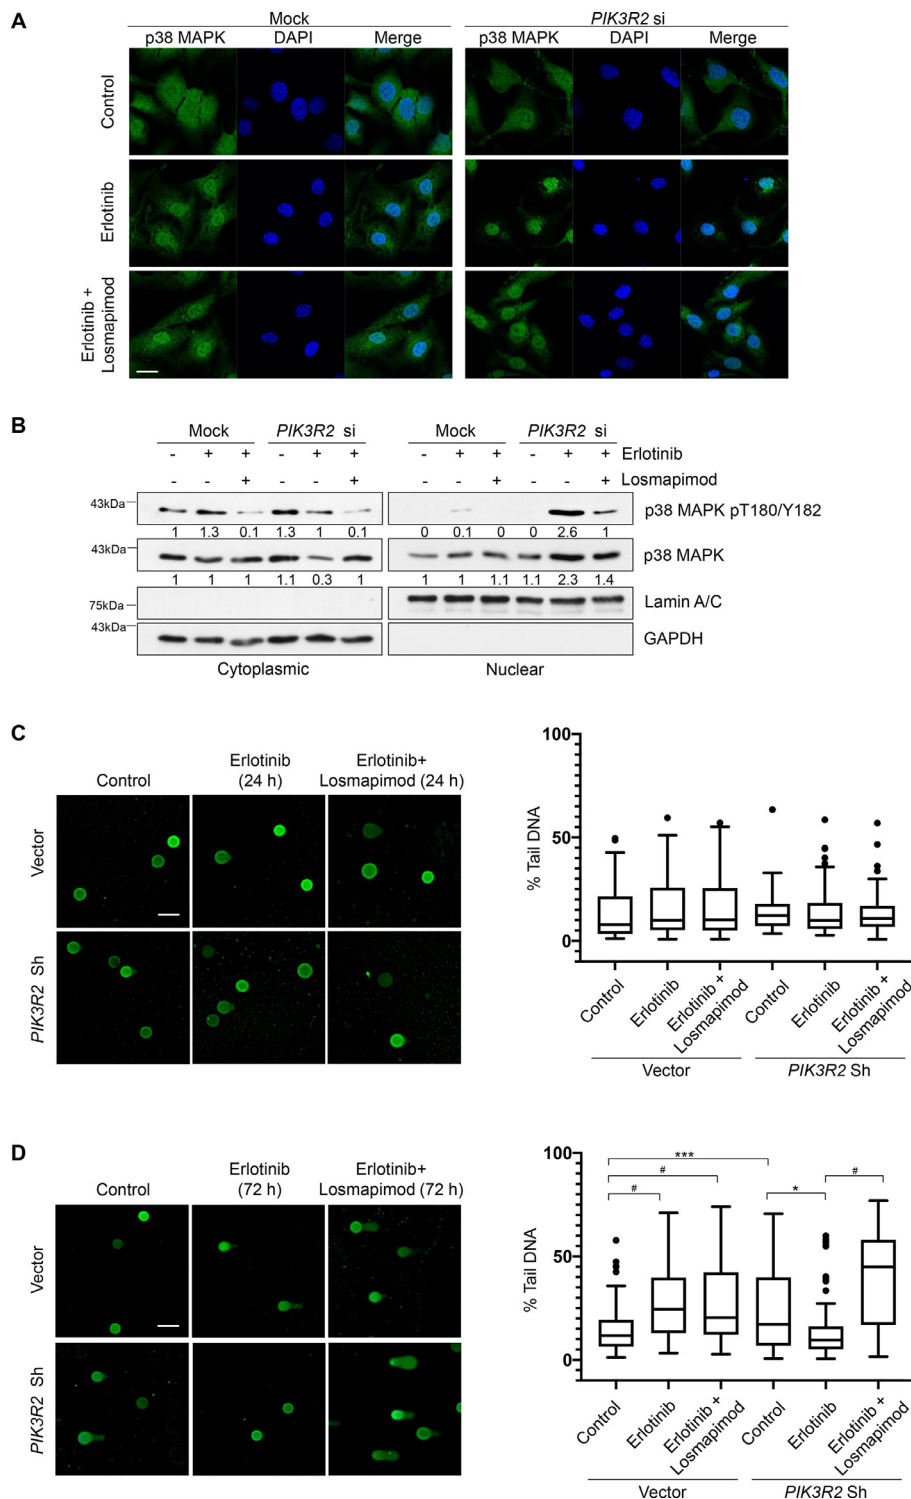 A
Mock
PIK3R2 si
p38 MAPK DAPI Merge p38 MAPK DAPI Merge
Control
Erlotinib
Erlotinib +
Losmapimod
B
Mock PIK3R2 si Mock PIK3R2 si
- + + - + + - + + - + + Erlotinib
- - + - - + - - + - - + Losmapimod
43kDa p38 MAPK pT180/Y182
1 1.3 0.1 1.3 1 0.1 0 0.1 0 0 2.6 1
43kDa p38 MAPK
1 1 1 1.1 0.3 1 1 1 1.1 1.1 2.3 1.4
75kDa Lamin A/C
43kDa GAPDH
Cytoplasmic Nuclear
C
Control
Erlotinib
(24 h)
Erlotinib+
Losmapimod (24 h)
Vector
PIK3R2 Sh
% Tail DNA
100
50
0
Control
Erlotinib
Erlotinib +
Losmapimod
Control
Erlotinib
Erlotinib +
Losmapimod
Vector
PIK3R2 Sh
D
Control
Erlotinib
(72 h)
Erlotinib+
Losmapimod (72 h)
Vector
PIK3R2 Sh
% Tail DNA
100
50
0
***
#
#
*
#
Control
Erlotinib
Erlotinib +
Losmapimod
Control
Erlotinib
Erlotinib +
Losmapimod
Vector
PIK3R2 Sh